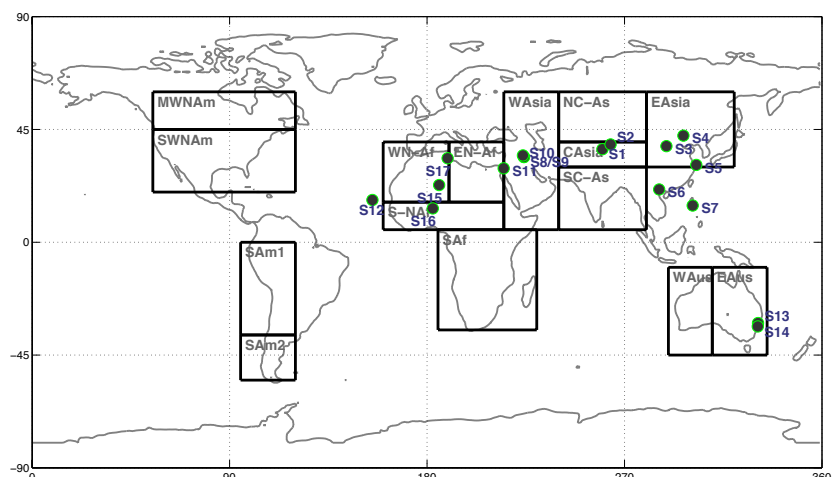 90
MWNAm
WAsia
NC−As
EAsia
45
SWNAm
S2
S4
WN−Af
EN−Af
S10
CAsia
S1
S3
S8/S9
S17
S11
S5
SC−As
S15
S6
S12
S−NAf
S7
S16
0
SAm1
SAf
WAus
EAus
S13
S14
SAm2
−45
−90
0
90
180
270
360